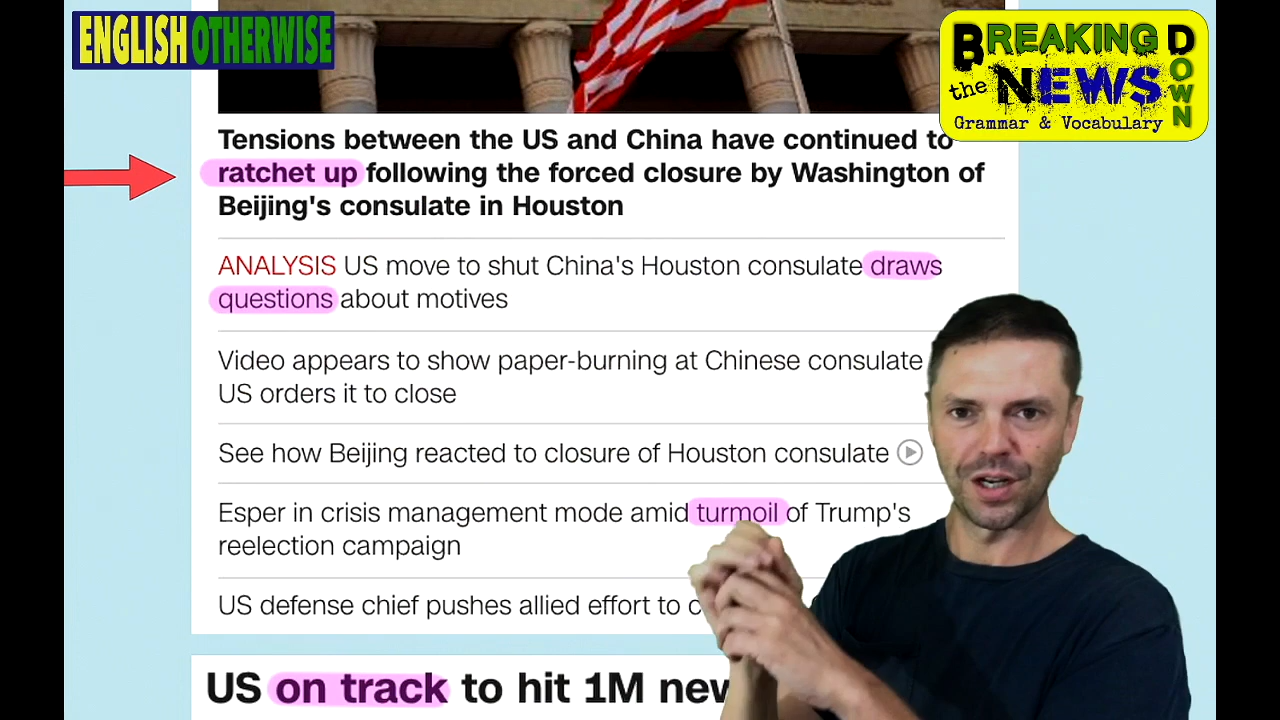 ENGLISH OTHERWISE
BREAKING DOWN
the NEWS
Grammar & Vocabulary
Tensions between the US and China have continued to
ratchet up following the forced closure by Washington of
Beijing's consulate in Houston
ANALYSIS US move to shut China's Houston consulate draws
questions about motives
Video appears to show paper-burning at Chinese consulate
US orders it to close
See how Beijing reacted to closure of Houston consulate
Esper in crisis management mode amid turmoil of Trump's
reelection campaign
US defense chief pushes allied effort to
US on track to hit 1M new